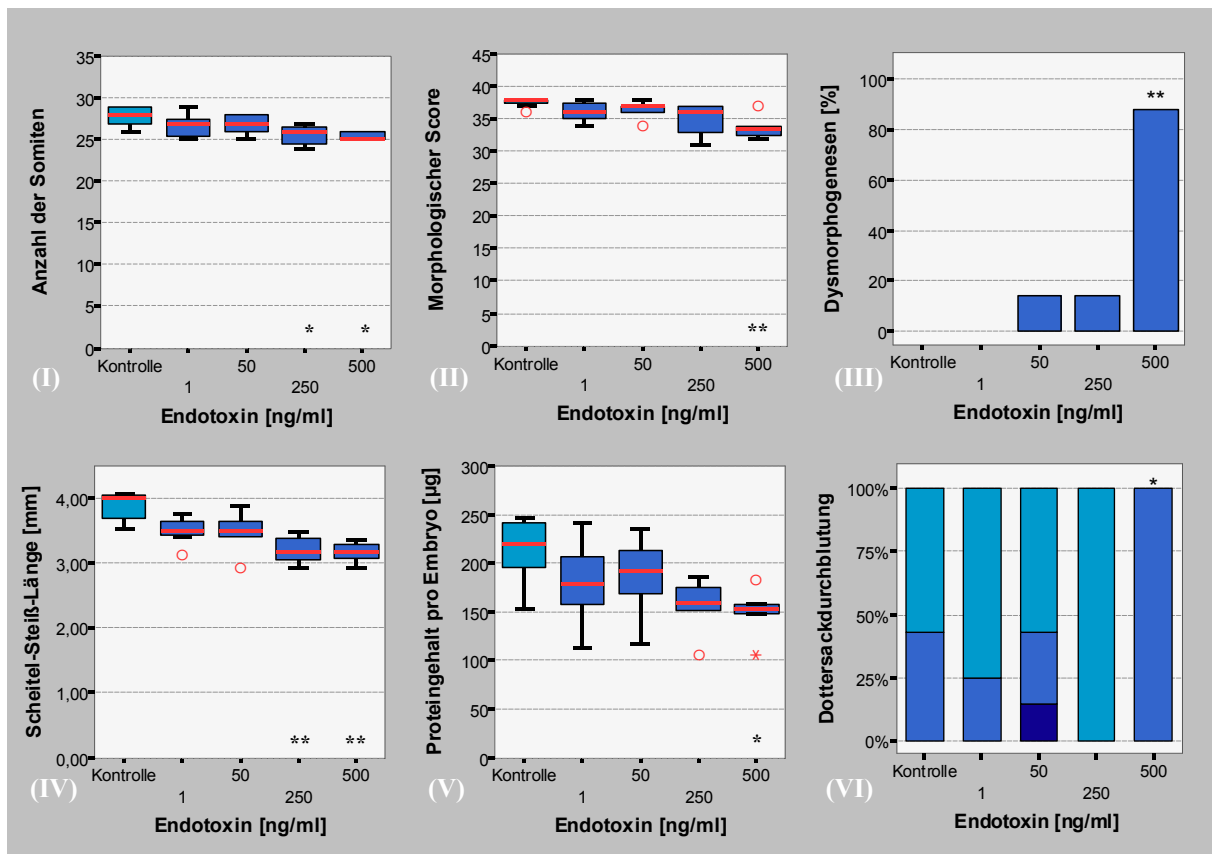 Anzahl der Somiten
35
30
25
20
15
10
5
0
* *
Kontrolle 50 500
1 250
Endotoxin [ng/ml]
(I)
Morphologischer Score
45
40
35
30
25
20
15
10
5
0
**
Kontrolle 50 500
1 250
Endotoxin [ng/ml]
(II)
Dysmorphogenesen [%]
100
80
60
40
20
0
**
Kontrolle 50 500
1 250
Endotoxin [ng/ml]
(III)
Scheitel-Steiß-Länge [mm]
4,00
3,00
2,00
1,00
0,00
** **
Kontrolle 50 500
1 250
Endotoxin [ng/ml]
(IV)
Proteingehalt pro Embryo [µg]
300
250
200
150
100
50
0
*
Kontrolle 50 500
1 250
Endotoxin [ng/ml]
(V)
Dottersackdurchblutung
100%
75%
50%
25%
0%
*
Kontrolle 50 500
1 250
Endotoxin [ng/ml]
(VI)